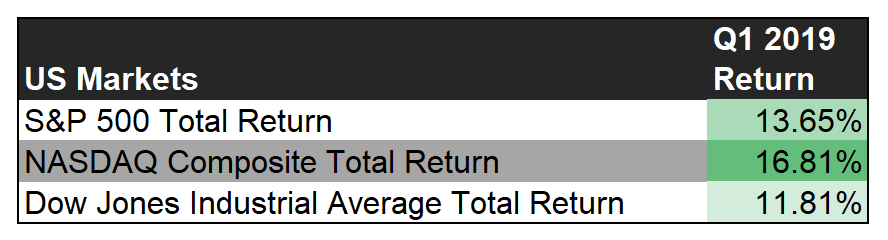 US Markets Q1 2019 Return
S&P 500 Total Return 13.65%
NASDAQ Composite Total Return 16.81%
Dow Jones Industrial Average Total Return 11.81%